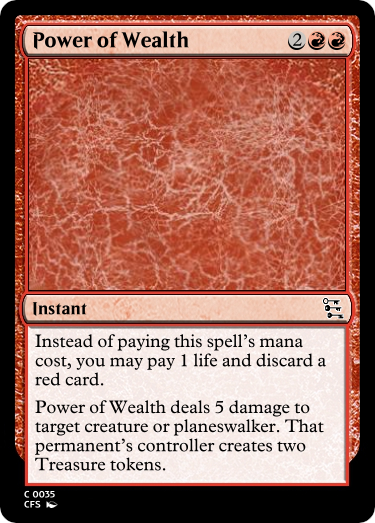 Power of Wealth 2
Instant
Instead of paying this spell's mana
cost, you may pay 1 life and discard a
red card.
Power of Wealth deals 5 damage to
target creature or planeswalker. That
permanent's controller creates two
Treasure tokens.
C 0035
CFS